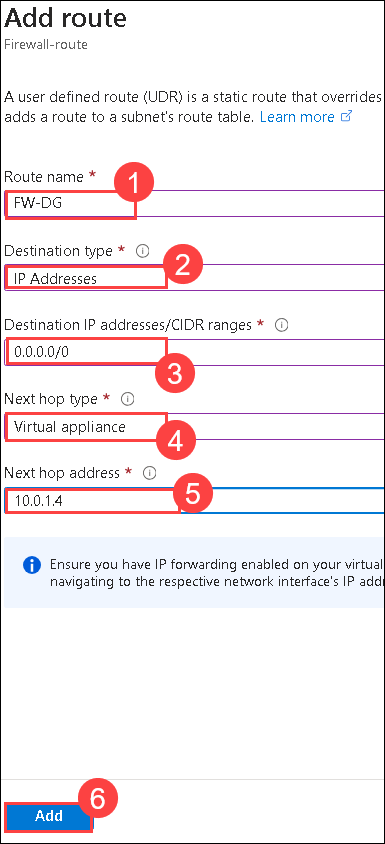 Add route
Firewall-route
A user defined route (UDR) is a static route that overrides
adds a route to a subnet's route table. Learn more
Route name *
1
FW-DG
Destination type *
2
IP Addresses
Destination IP addresses/CIDR ranges *
0.0.0.0/0
3
Next hop type *
Virtual appliance
4
Next hop address *
5
10.0.1.4
Ensure you have IP forwarding enabled on your virtual
navigating to the respective network interface's IP add
6
Add